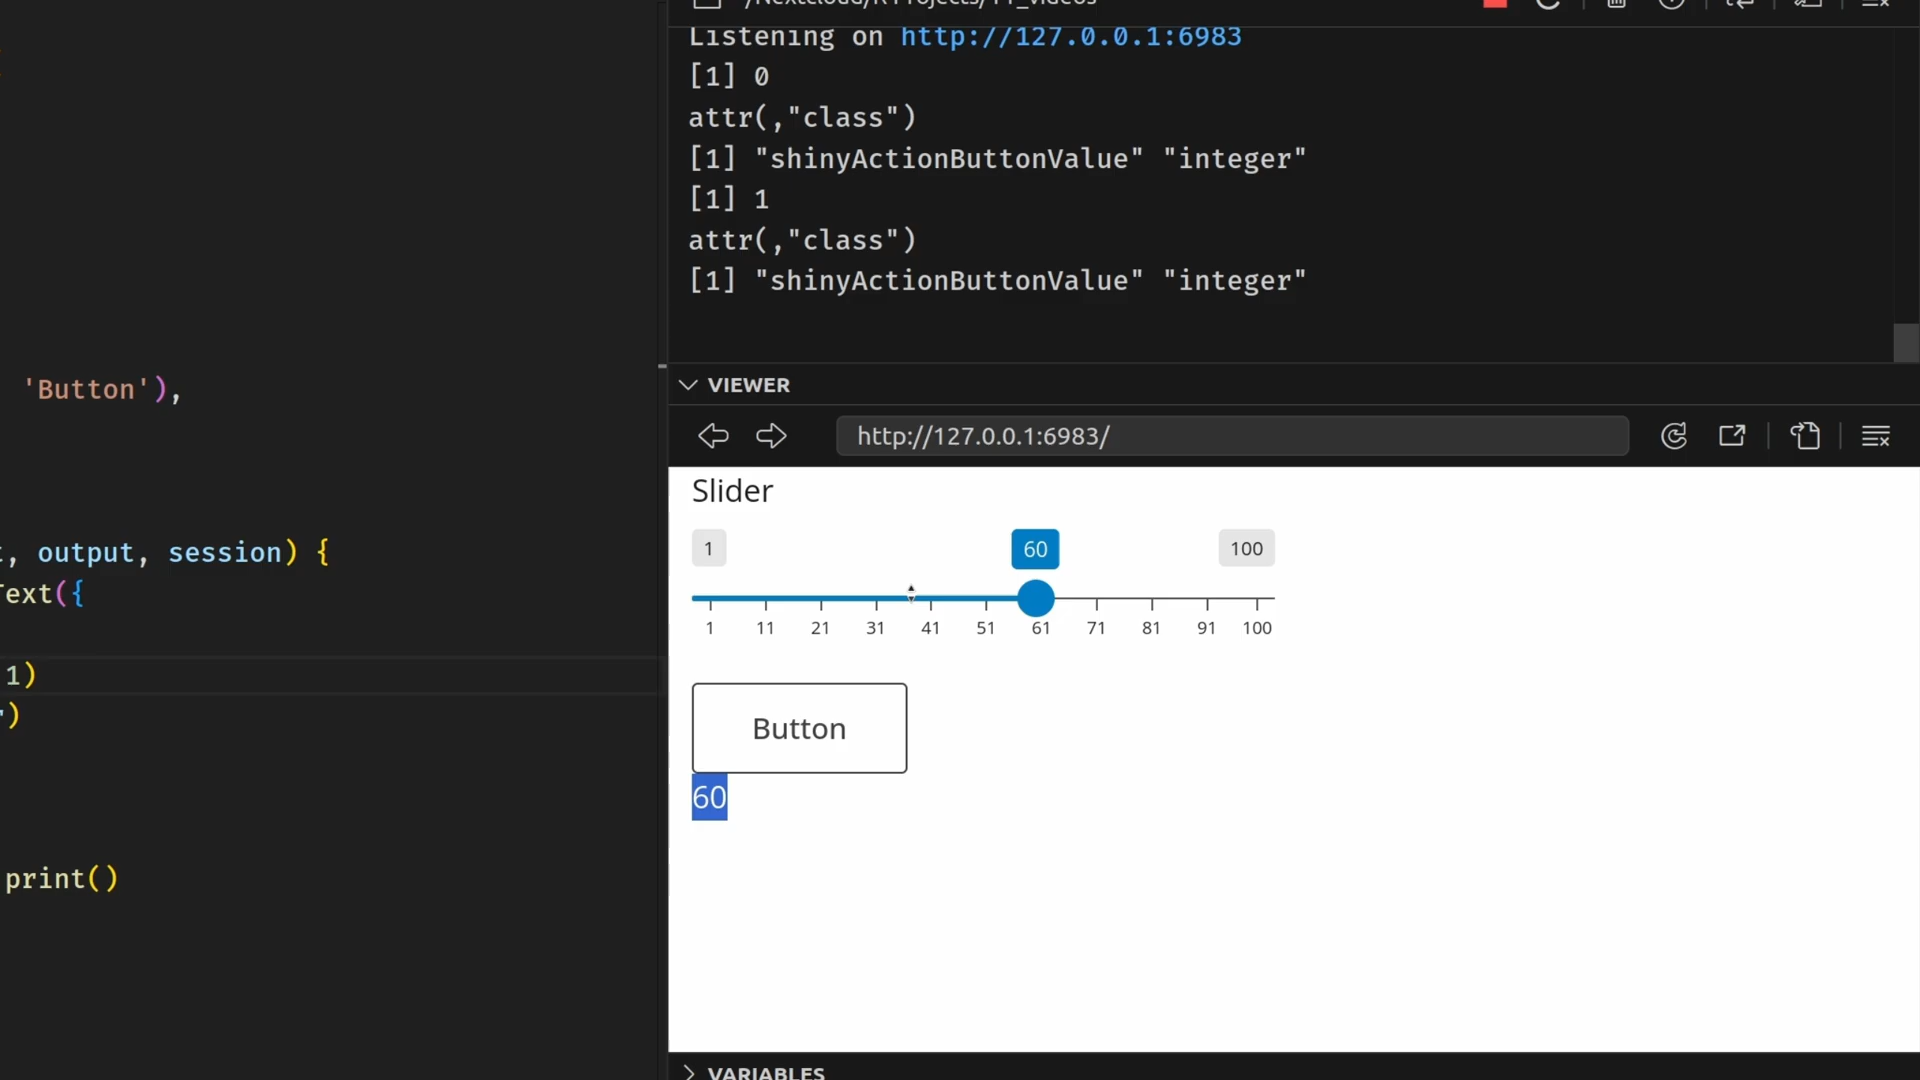 Listening on http://127.0.0.1:6983
[1] 0
attr(,"class")
[1] "shinyActionButtonValue" "integer"
[1] 1
attr(,"class")
[1] "shinyActionButtonValue" "integer"
'Button'),
, output, session) {
ext({
1)
")
print()
VIEWER
http://127.0.0.1:6983/
Slider
1 60 100
1 11 21 31 41 51 61 71 81 91 100
Button
60
VARIABLES